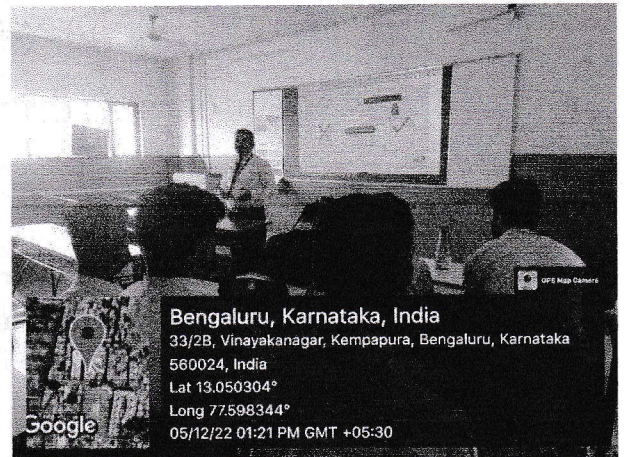 GPS Map Camera
Bengaluru, Karnataka, India
33/2B, Vinayakanagar, Kempapura, Bengaluru, Karnataka
560024, India
Lat 13.050304°
Long 77.598344°
05/12/22 01:21 PM GMT +05:30
Google